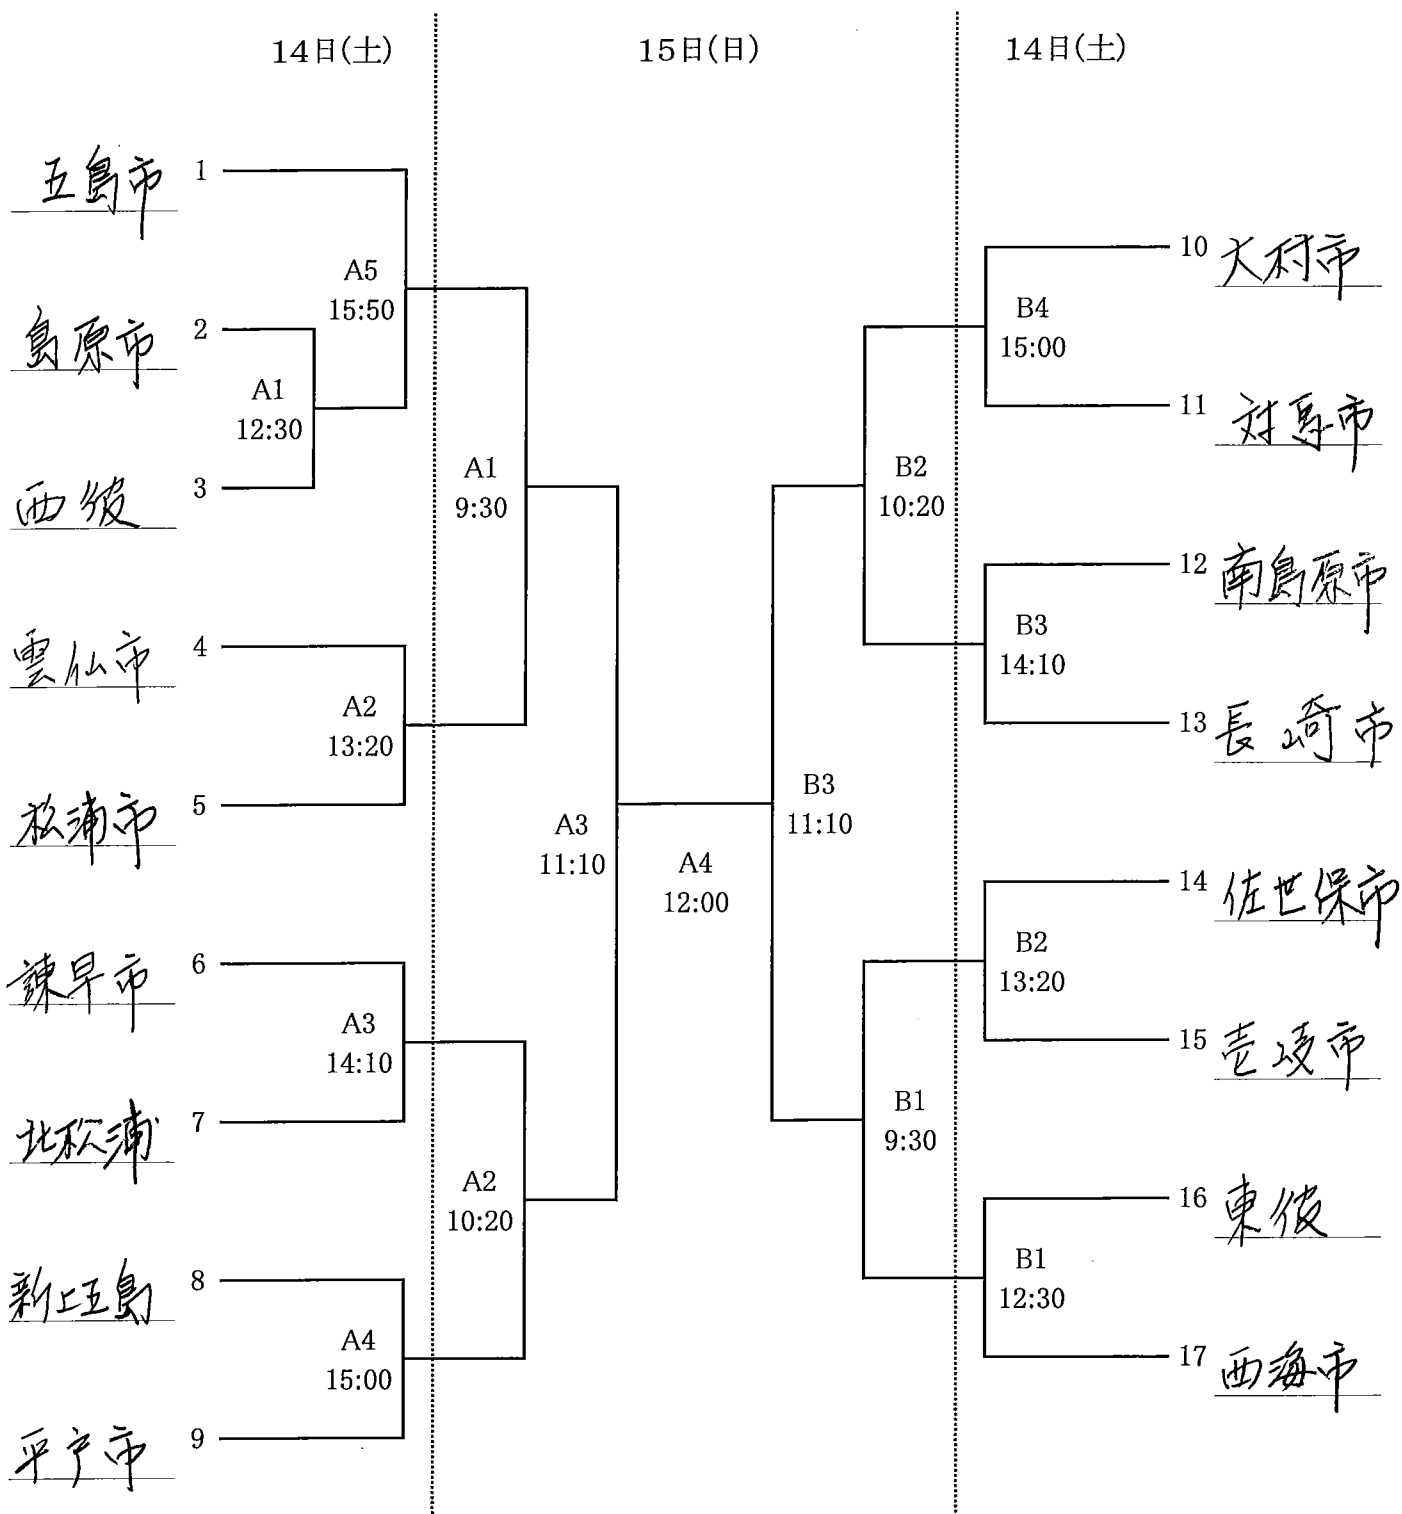 14日(土)
15日(日)
14日(土)
五島市 1
A5
15:50
島原市 2
A1
12:30
西彼 3
A1
9:30
雲仙市 4
A2
13:20
松浦市 5
A3
11:10
諫早市 6
A3
14:10
北松浦 7
A2
10:20
新上五島 8
A4
15:00
平戸市 9
A4
12:00
10 大村市
B4
15:00
11 対馬市
B2
10:20
12 南島原市
B3
14:10
13 長崎市
B3
11:10
14 佐世保市
B2
13:20
15 壱岐市
B1
9:30
16 東彼
B1
12:30
17 西海市